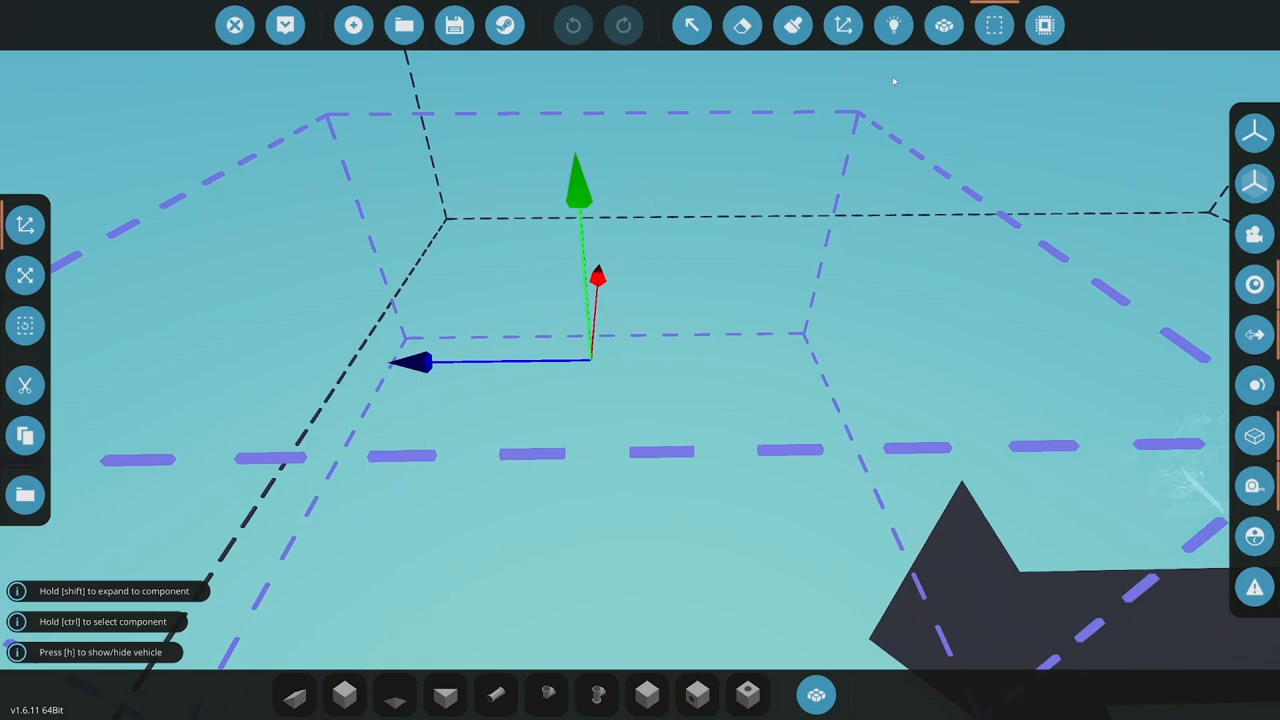 Hold [shift] to expand to component
Hold [ctrl] to select component
Press [h] to show/hide vehicle
v1.6.11 64Bit